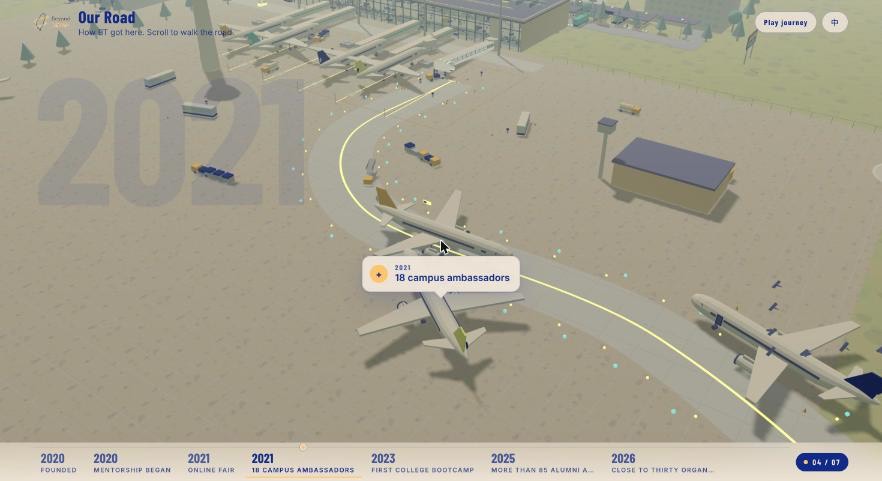 Beyond
Our Road
How BT got here. Scroll to walk the road
Play journey
中
2021
2021
18 campus ambassadors
2020
FOUNDED
2020
MENTORSHIP BEGAN
2021
ONLINE FAIR
2021
18 CAMPUS AMBASSADORS
2023
FIRST COLLEGE BOOTCAMP
2025
MORE THAN 85 ALUMNI A...
2026
CLOSE TO THIRTY ORGAN...
04 / 07